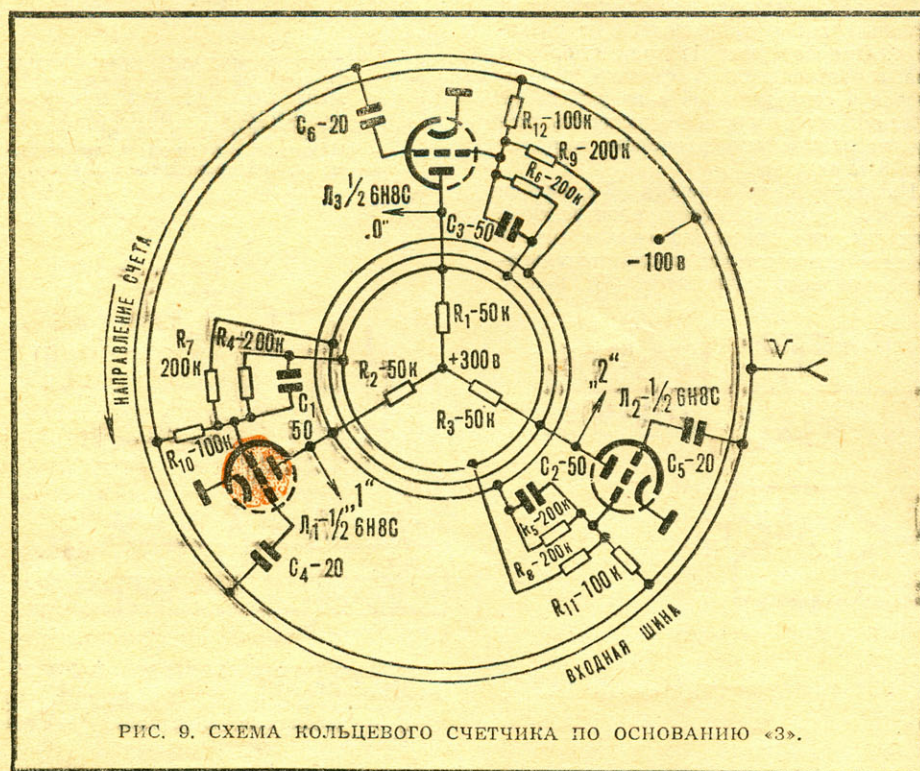 C6-20
R12-100к
R9-200к
R6-200к
Л3 1/2 6Н8С
„0"
C3-50
-100в
НАПРАВЛЕНИЕ СЧЕТА
R1-50к
+300в
R7
200к
R4-200к
R2-50к
R3-50к
„2"
Л2-1/2 6Н8С
C1
50
R10-100к
C5-20
C2-50
R5-200к
R8-200к
R11-100к
„1"
Л1-1/2 6Н8С
C4-20
ВХОДНАЯ ШИНА
РИС. 9. СХЕМА КОЛЬЦЕВОГО СЧЕТЧИКА ПО ОСНОВАНИЮ «3».